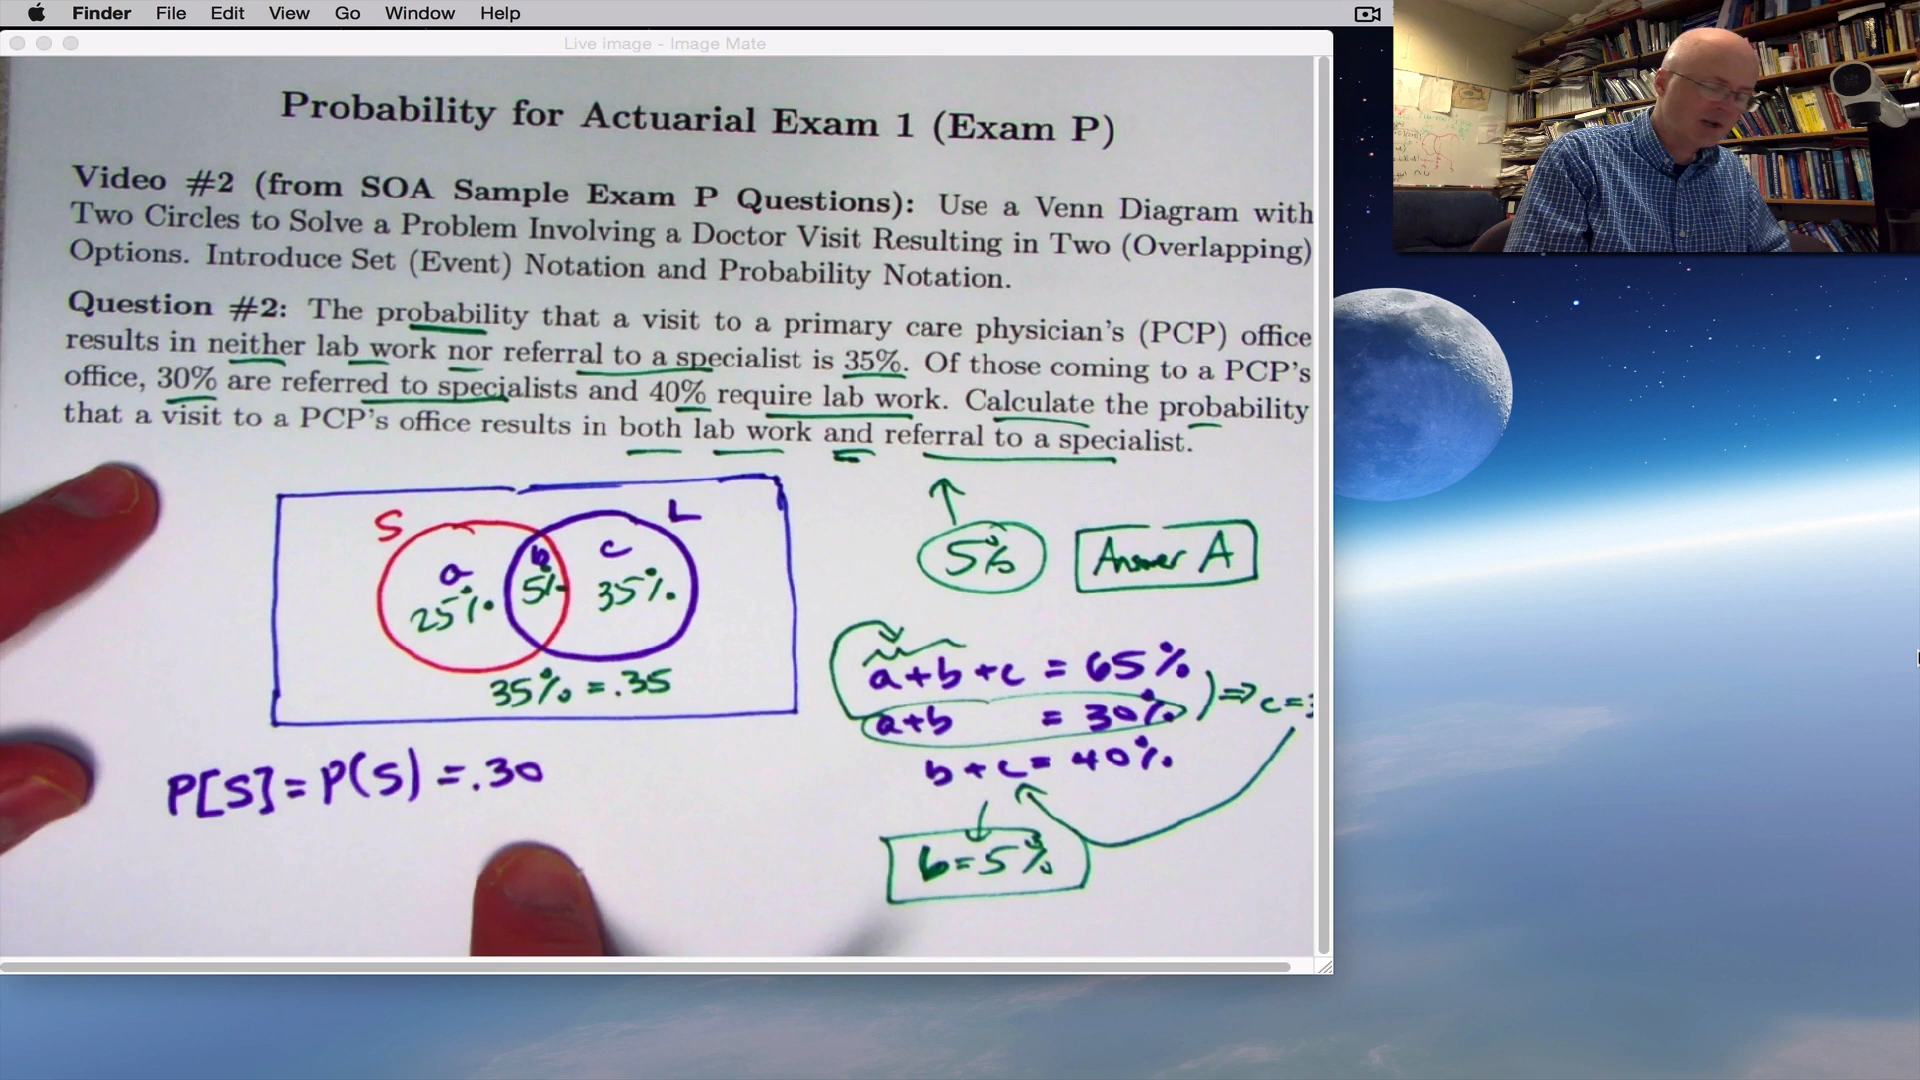 Finder File Edit View Go Window Help
Live image - Image Mate
Probability for Actuarial Exam 1 (Exam P)
Video #2 (from SOA Sample Exam P Questions): Use a Venn Diagram with
Two Circles to Solve a Problem Involving a Doctor Visit Resulting in Two (Overlapping)
Options. Introduce Set (Event) Notation and Probability Notation.
Question #2: The probability that a visit to a primary care physician's (PCP) office
results in neither lab work nor referral to a specialist is 35%. Of those coming to a PCP's
office, 30% are referred to specialists and 40% require lab work. Calculate the probability
that a visit to a PCP's office results in both lab work and referral to a specialist.
S L
a b c
25% 5% 35%
35% = .35
P[S] = P(S) = .30
5% Answer A
a+b+c = 65%
a+b = 30% ) ⇒ c=
b+c = 40%
b=5%